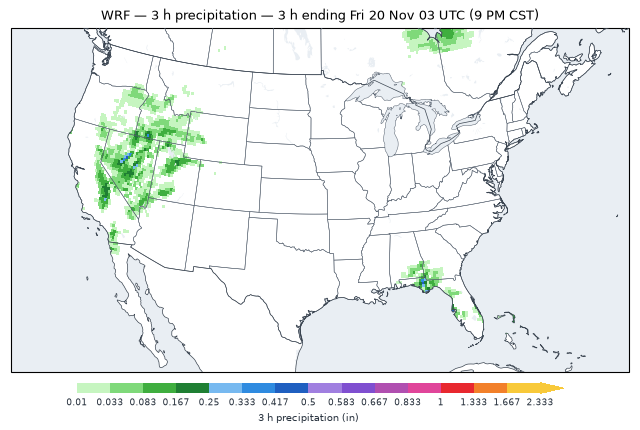 WRF — 3 h precipitation — 3 h ending Fri 20 Nov 03 UTC (9 PM CST)
0.01 0.033 0.083 0.167 0.25 0.333 0.417 0.5 0.583 0.667 0.833 1 1.333 1.667 2.333
3 h precipitation (in)